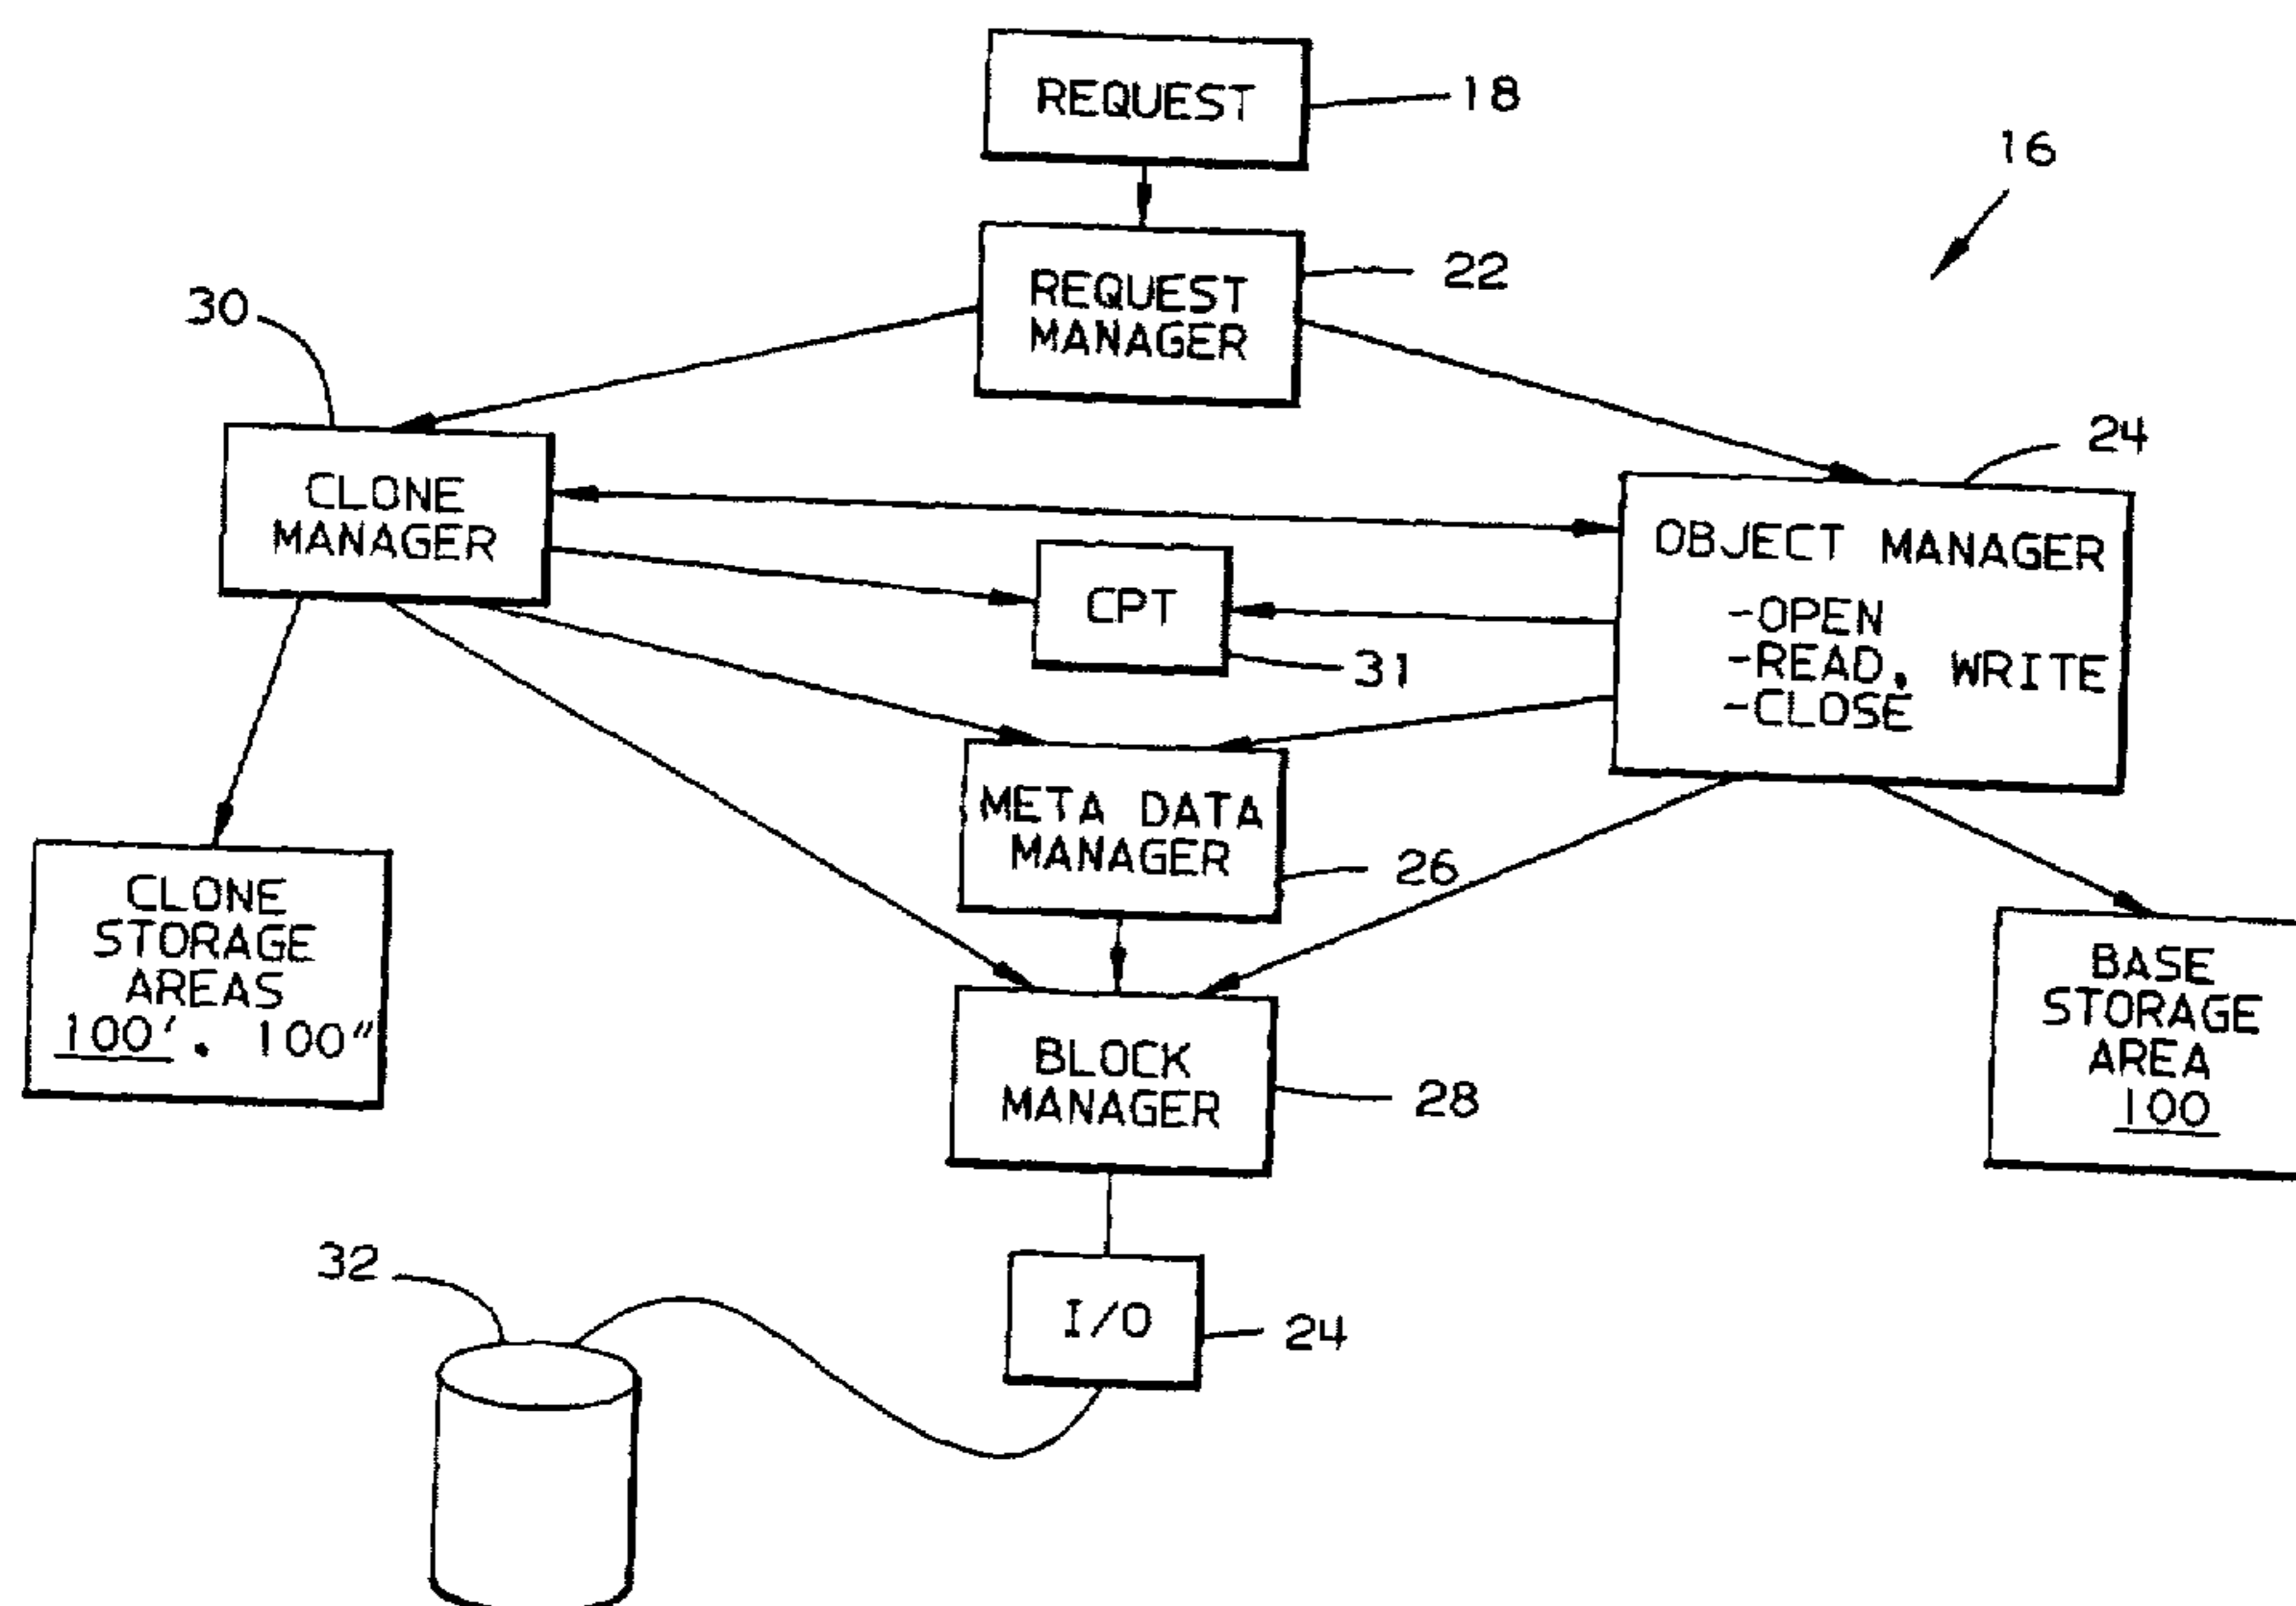 REQUEST
18
16
REQUEST
MANAGER
22
30
24
CLONE
MANAGER
OBJECT MANAGER
-OPEN
-READ, WRITE
-CLOSE
CPT
31
META DATA
MANAGER
26
CLONE
STORAGE
AREAS
100', 100"
BASE
STORAGE
AREA
100
BLOCK
MANAGER
28
32
I/O
24